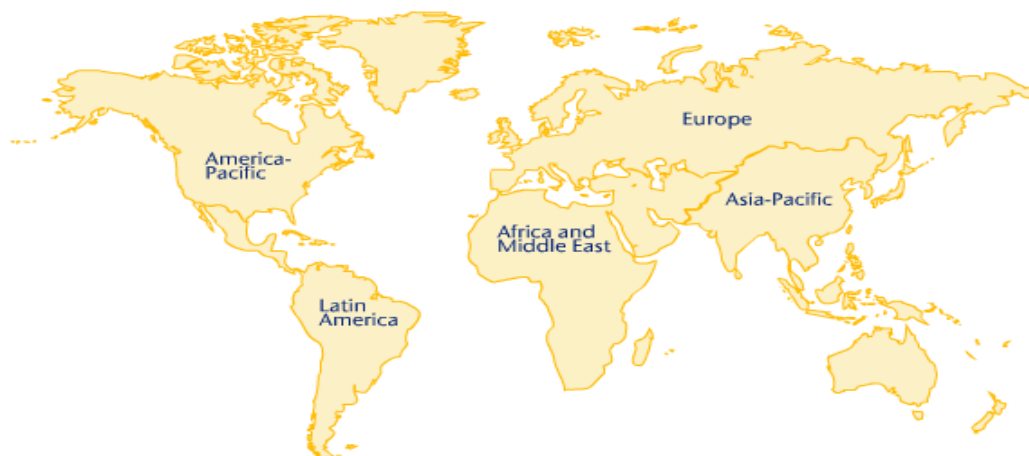 Europe
America-
Pacific
Asia-Pacific
Africa and
Middle East
Latin
America